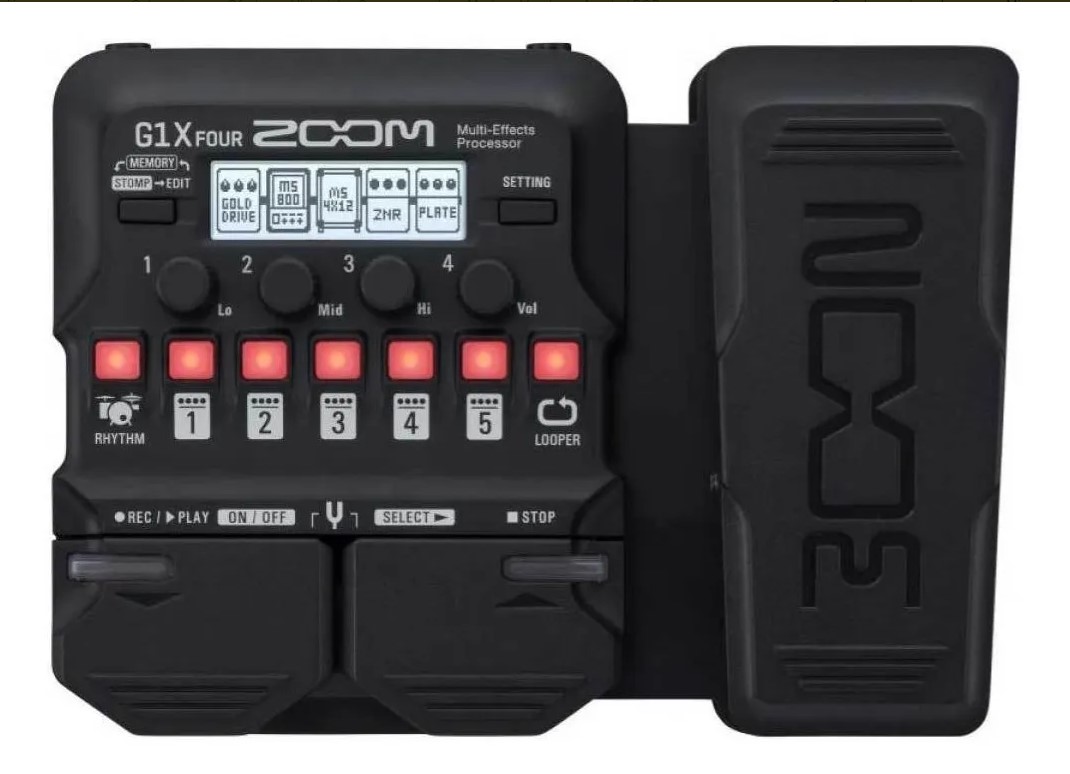 G1X FOUR ZOOM Multi-Effects
Processor
MEMORY
STOMP → EDIT
SETTING
GOLD
DRIVE
MS
800
MS
4X12
ZNR
PLATE
1 2 3 4
Lo Mid Hi Vol
RHYTHM 1 2 3 4 5 LOOPER
●REC / ▶PLAY ON / OFF SELECT ▶ ■STOP
ZOOM